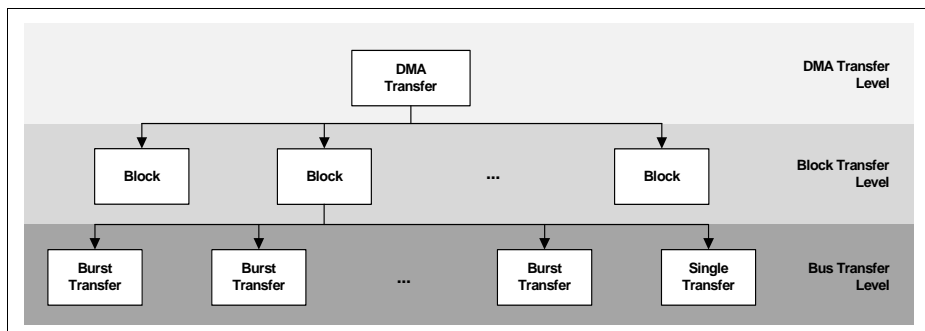 DMA
Transfer
DMA Transfer
Level
Block
Block
...
Block
Block Transfer
Level
Burst
Transfer
Burst
Transfer
...
Burst
Transfer
Single
Transfer
Bus Transfer
Level